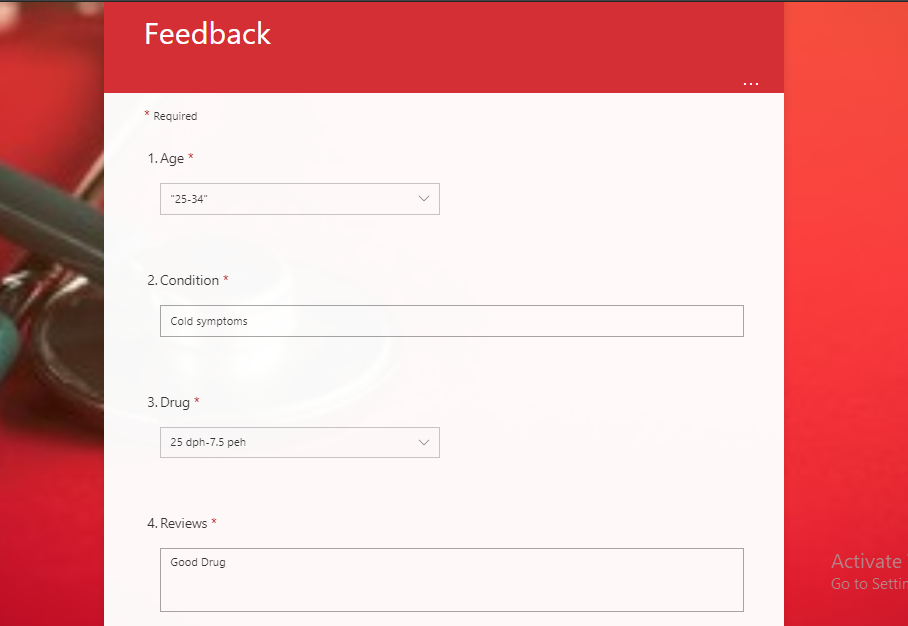 Feedback
...
* Required
1. Age *
"25-34"
2. Condition *
Cold symptoms
3. Drug *
25 dph-7.5 peh
4. Reviews *
Good Drug
Activate
Go to Settin